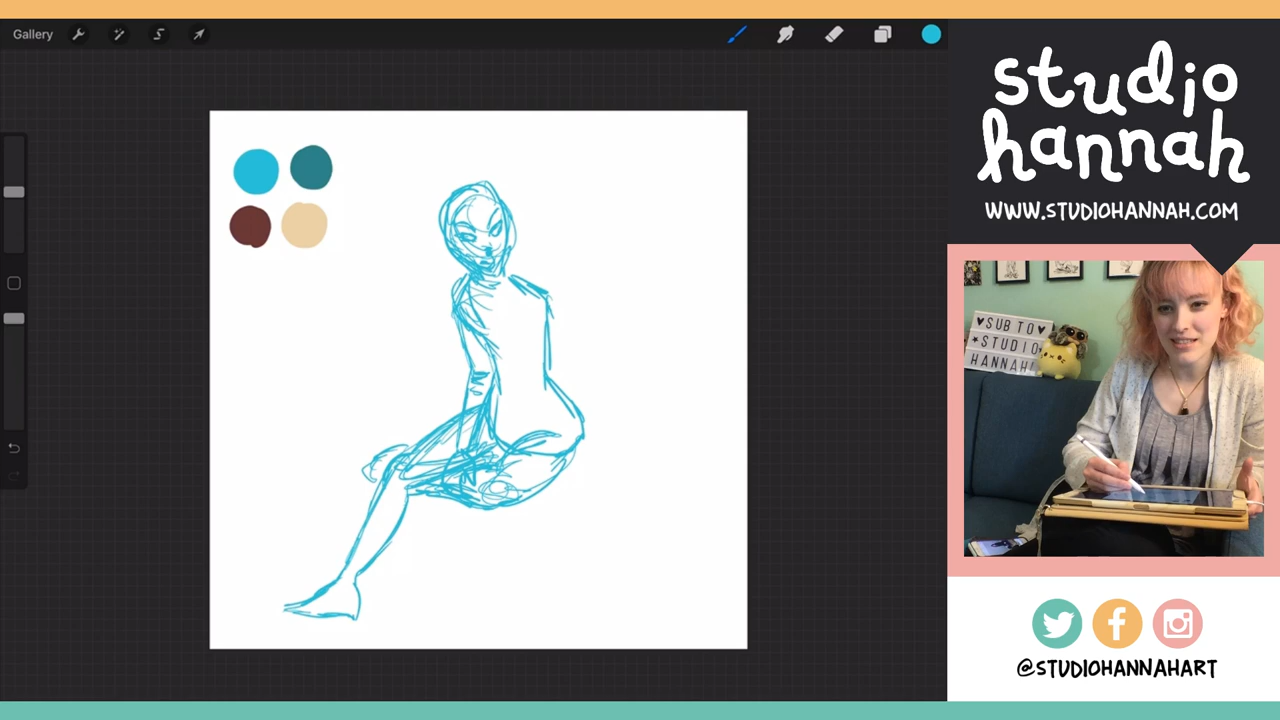 Gallery
studio
hannah
WWW.STUDIOHANNAH.COM
♥SUB TO♥
★STUDIO
HANNAH!
@STUDIOHANNAHART